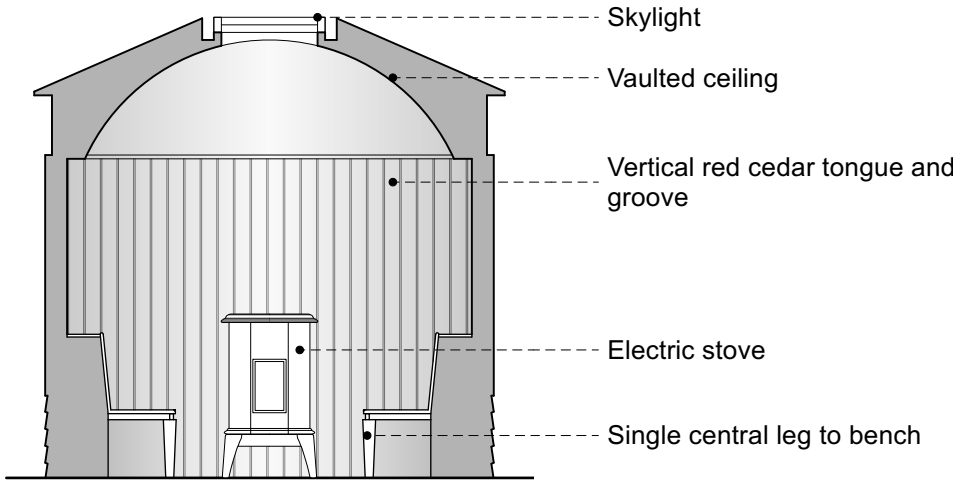 Skylight
Vaulted ceiling
Vertical red cedar tongue and
groove
Electric stove
Single central leg to bench